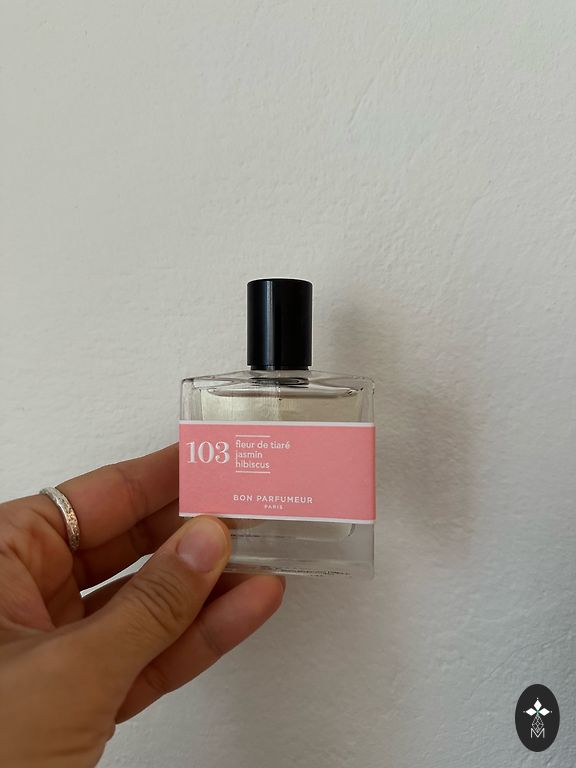 103
fleur de tiaré
jasmin
hibiscus
BON PARFUMEUR
PARIS
M